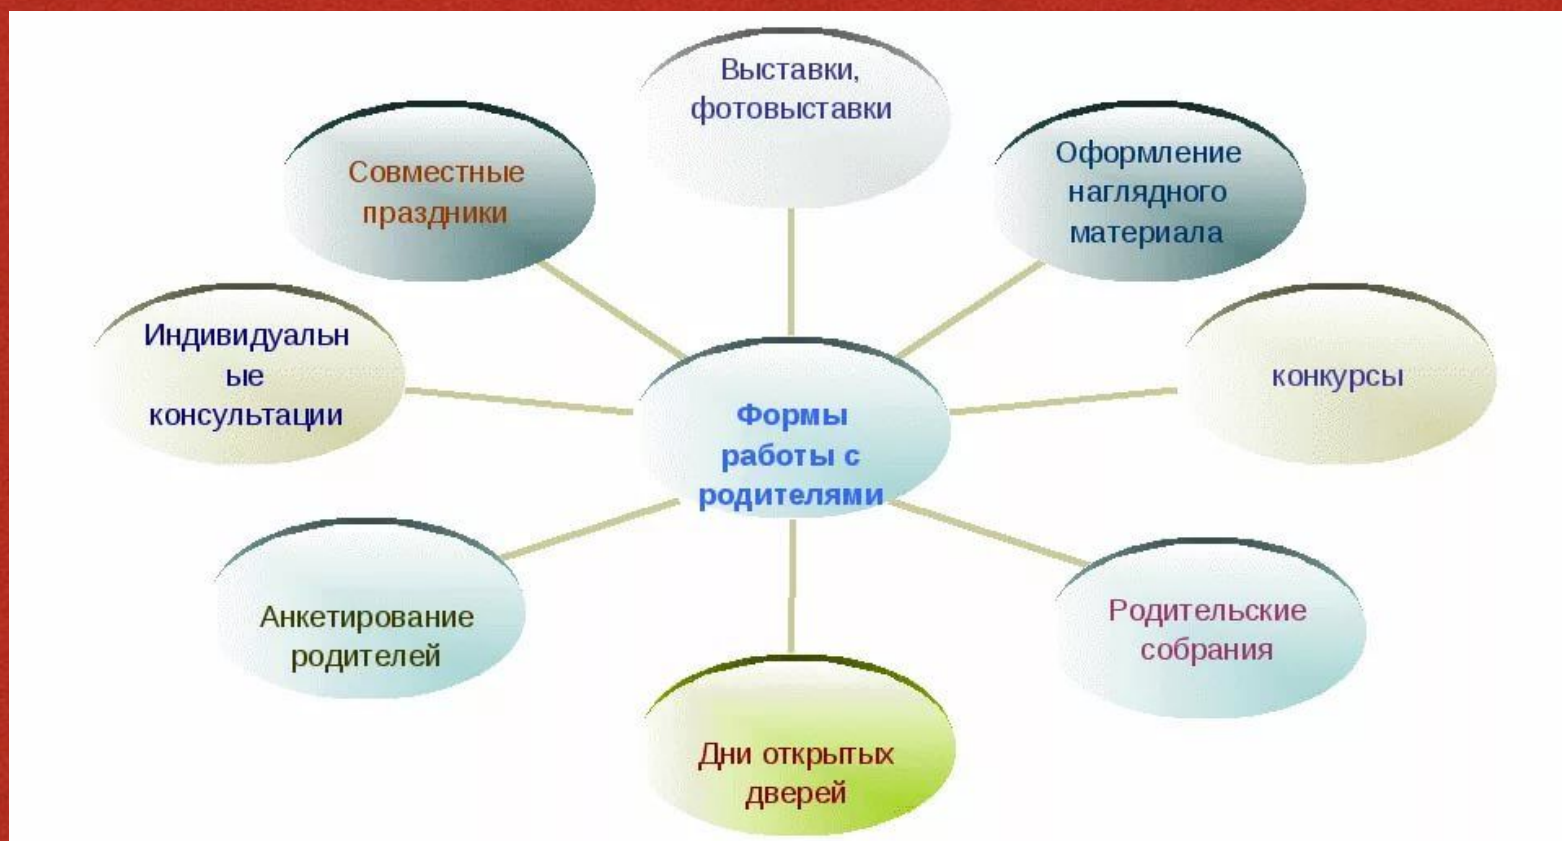 Выставки,
фотовыставки
Совместные
праздники
Оформление
наглядного
материала
Индивидуальн
ые
консультации
конкурсы
Формы
работы с
родителями
Анкетирование
родителей
Родительские
собрания
Дни открытых
дверей